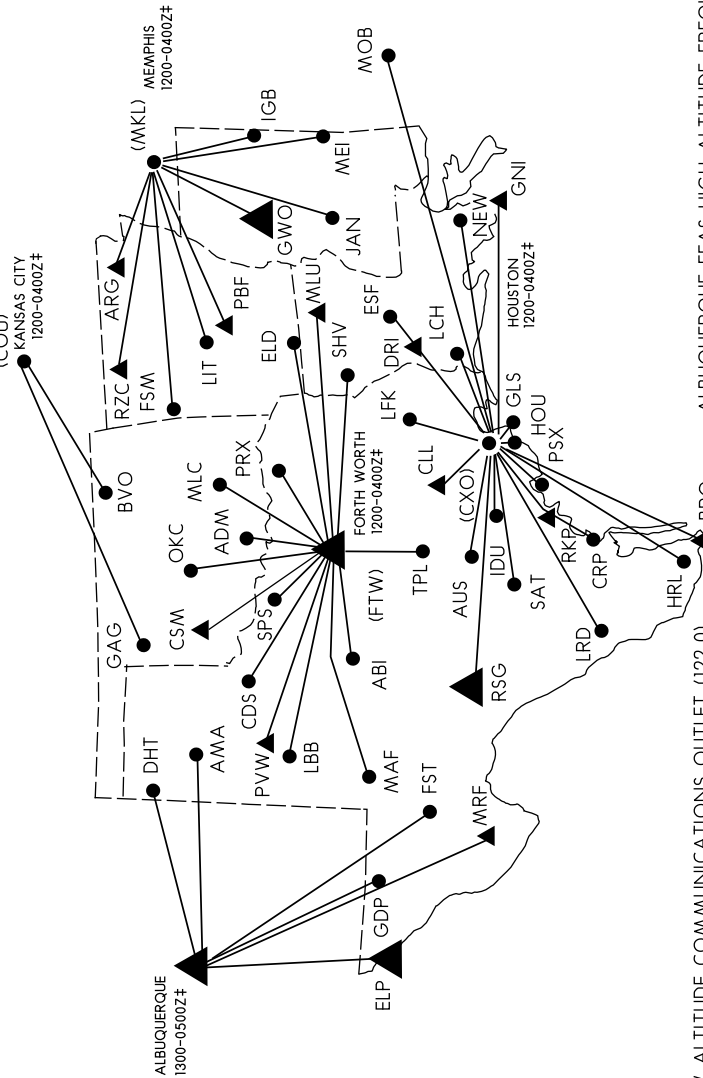 (COU)
KANSAS CITY
1200-0400Z‡
MEMPHIS
1200-0400Z‡
(MKL)
MOB
IGB
MEI
GWO
JAN
ARG
RZC
FSM
LIT
PBF
ELD
MLU
SHV
ESF
DRI
LCH
NEW
GNI
HOUSTON
1200-0400Z‡
BVO
GAG
OKC
MLC
ADM
PRX
CSM
SPS
FORTH WORTH
1200-0400Z‡
(FTW)
TPL
LFK
CLL
(CXO)
GLS
HOU
PSX
RKP
CRP
HRL
BRO
AUS
IDU
SAT
LRD
RSG
ABI
CDS
PVW
LBB
MAF
DHT
AMA
FST
MRF
GDP
ELP
ALBUQUERQUE
1300-0500Z‡
ALTITUDE COMMUNICATIONS OUTLET (122.0)
ALBUQUERQUE EFAS HIGH ALTITUDE